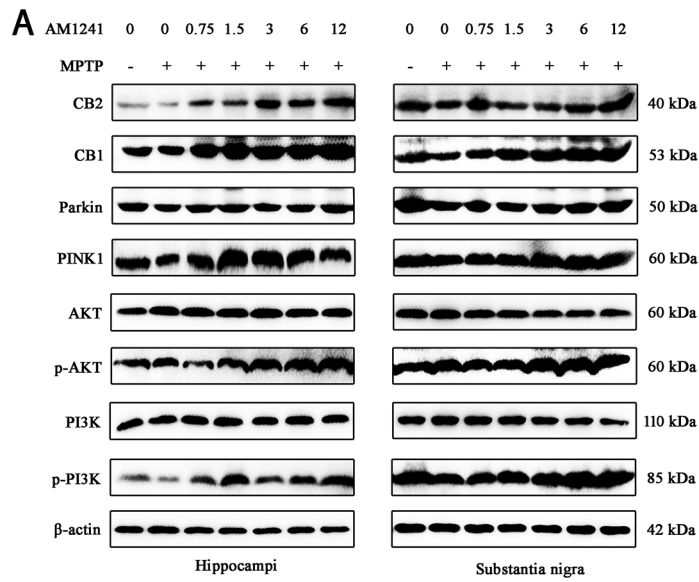 A
AM1241 0 0 0.75 1.5 3 6 12 0 0 0.75 1.5 3 6 12
MPTP - + + + + + + - + + + + + +
CB2 40 kDa
CB1 53 kDa
Parkin 50 kDa
PINK1 60 kDa
AKT 60 kDa
p-AKT 60 kDa
PI3K 110 kDa
p-PI3K 85 kDa
β-actin 42 kDa
Hippocampi Substantia nigra